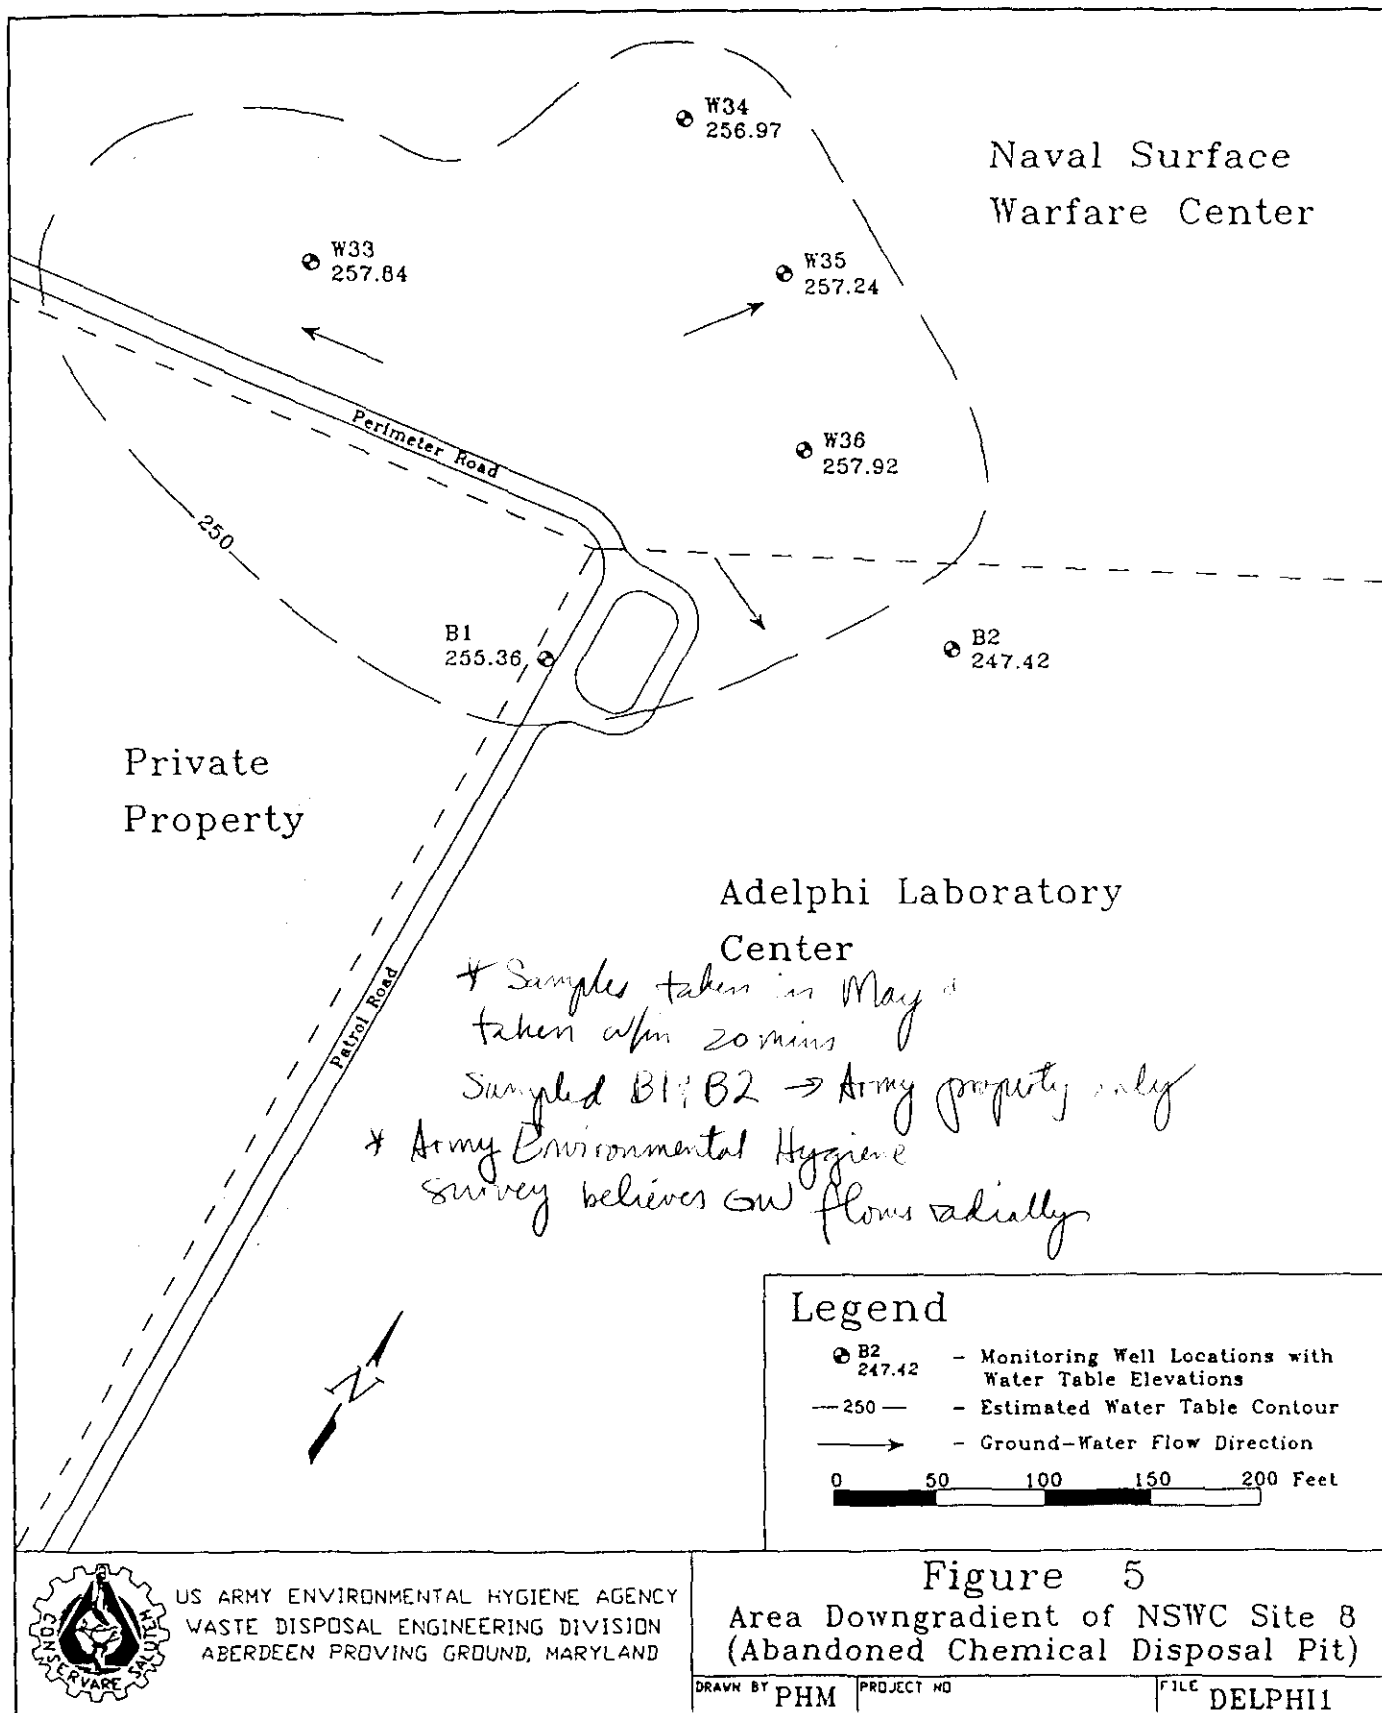 W34
256.97
Naval Surface
Warfare Center
W33
257.84
W35
257.24
Perimeter Road
W36
257.92
250
B1
255.36
B2
247.42
Private
Property
Adelphi Laboratory
Center
* Samples taken in May
taken w/in 20 mins
Sampled B1 & B2 → Army property only
* Army Environmental Hygiene
survey believes GW flows radially
Patrol Road
N
Legend
B2
247.42
- Monitoring Well Locations with
Water Table Elevations
—250— - Estimated Water Table Contour
- Ground-Water Flow Direction
0 50 100 150 200 Feet
CONSERVARE SALUTEM
US ARMY ENVIRONMENTAL HYGIENE AGENCY
WASTE DISPOSAL ENGINEERING DIVISION
ABERDEEN PROVING GROUND, MARYLAND
Figure 5
Area Downgradient of NSWC Site 8
(Abandoned Chemical Disposal Pit)
DRAWN BY PHM PROJECT NO FILE DELPHI1